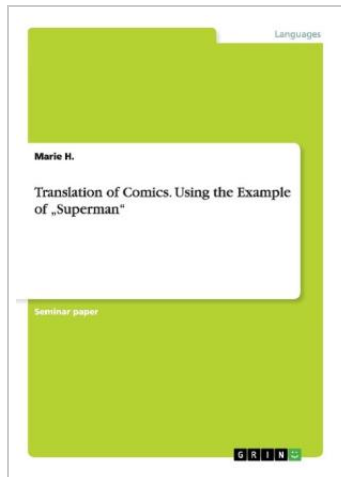 Languages
Marie H.
Translation of Comics. Using the Example
of „Superman“
Seminar paper
GRIN